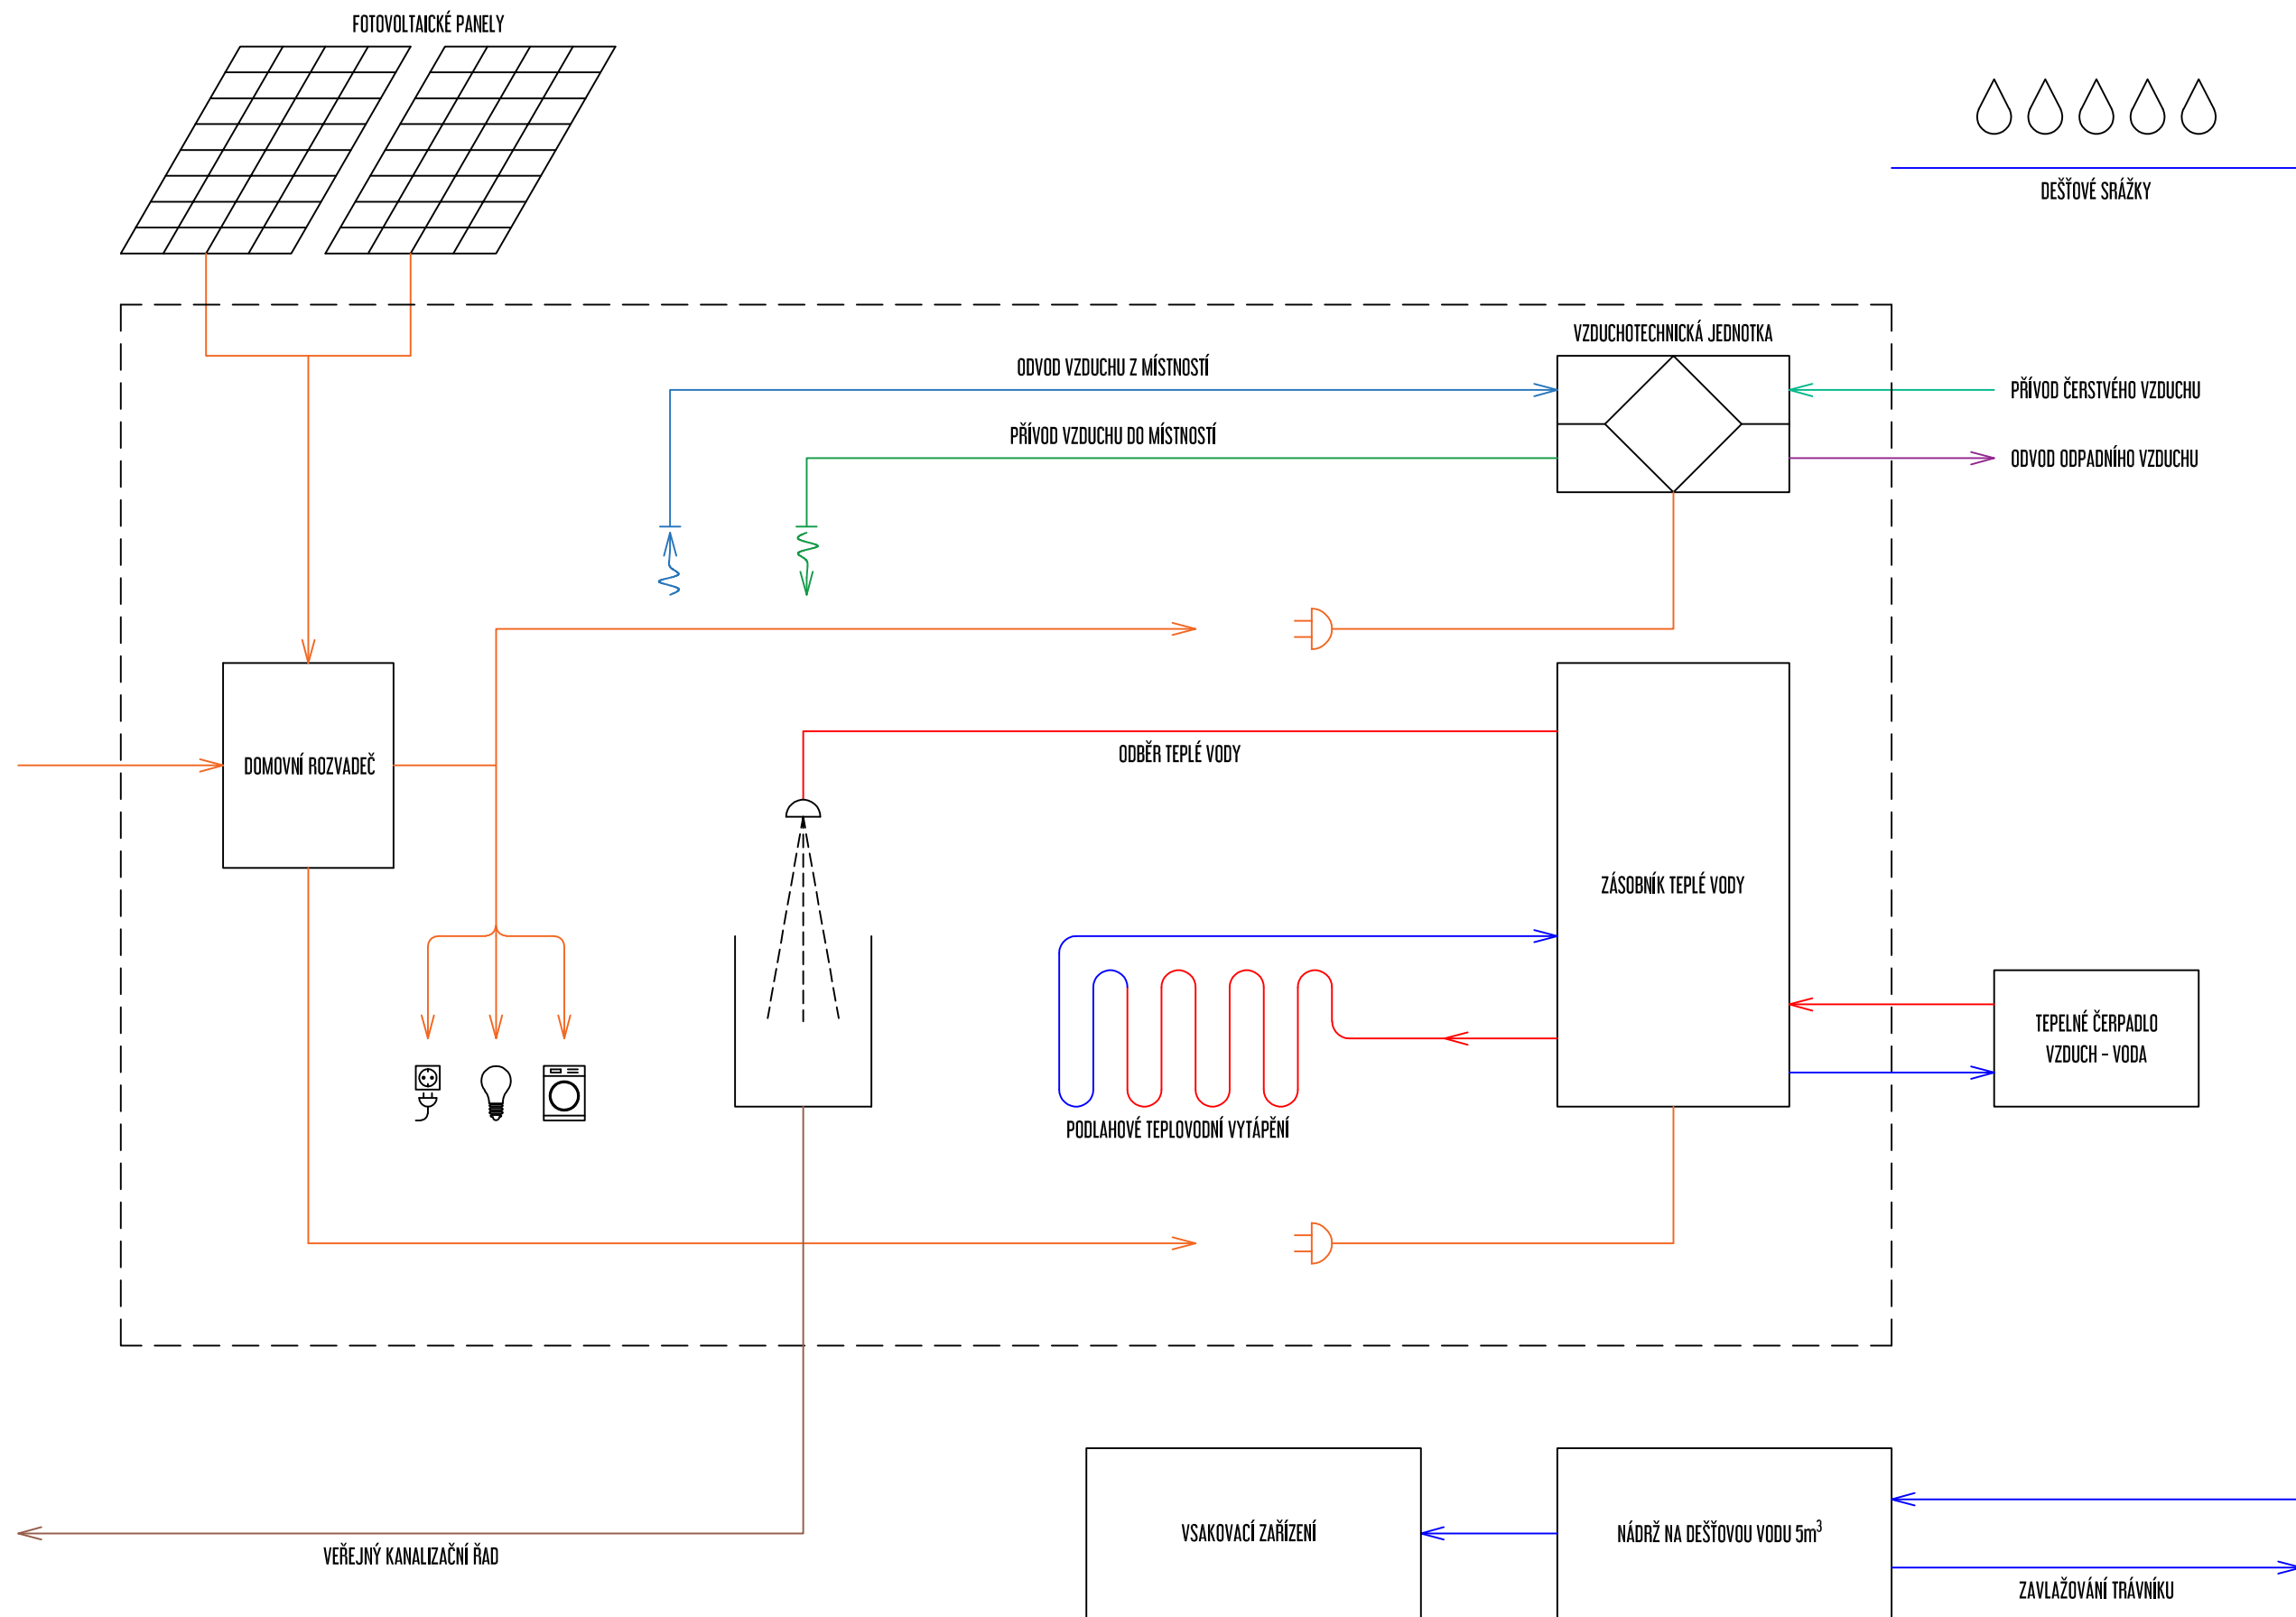 FOTOVOLTAICKÉ PANELY
DEŠŤOVÉ SRÁŽKY
VZDUCHOTECHNICKÁ JEDNOTKA
ODVOD VZDUCHU Z MÍSTNOSTÍ
PŘÍVOD ČERSTVÉHO VZDUCHU
PŘÍVOD VZDUCHU DO MÍSTNOSTÍ
ODVOD ODPADNÍHO VZDUCHU
DOMOVNÍ ROZVADEČ
ODBĚR TEPLÉ VODY
ZÁSOBNÍK TEPLÉ VODY
TEPELNÉ ČERPADLO
VZDUCH - VODA
PODLAHOVÉ TEPLOVODNÍ VYTÁPĚNÍ
VSAKOVACÍ ZAŘÍZENÍ
NÁDRŽ NA DEŠŤOVOU VODU 5m³
VEŘEJNÝ KANALIZAČNÍ ŘAD
ZAVLAŽOVÁNÍ TRÁVNÍKU